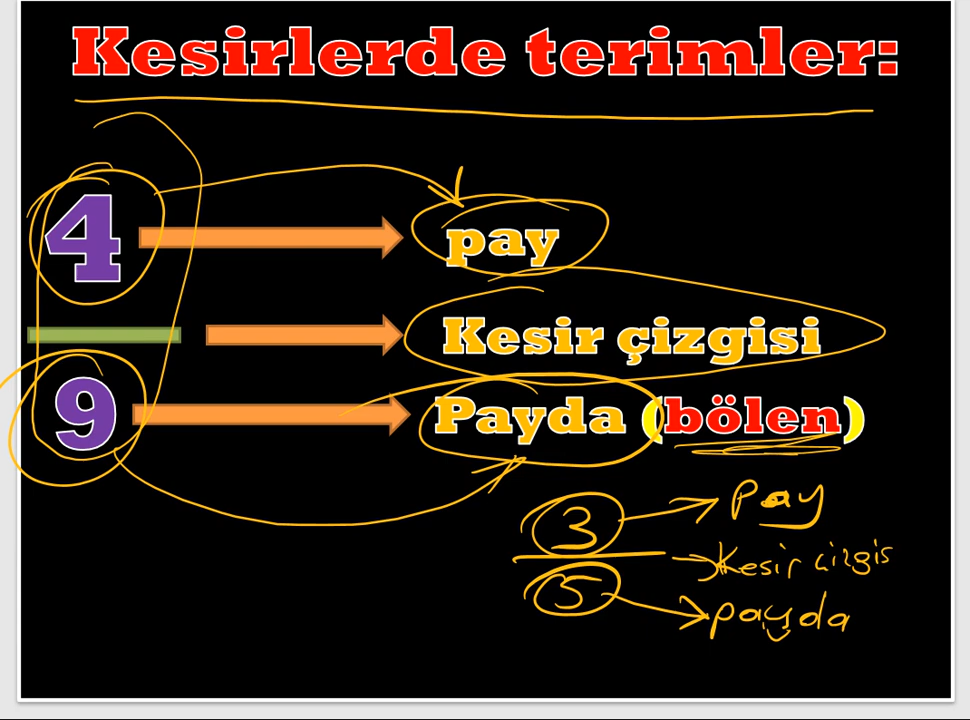 Kesirlerde terimler:
4 pay
Kesir çizgisi
9 Payda (bölen)
3 Pay
Kesir çizgis
5 payda